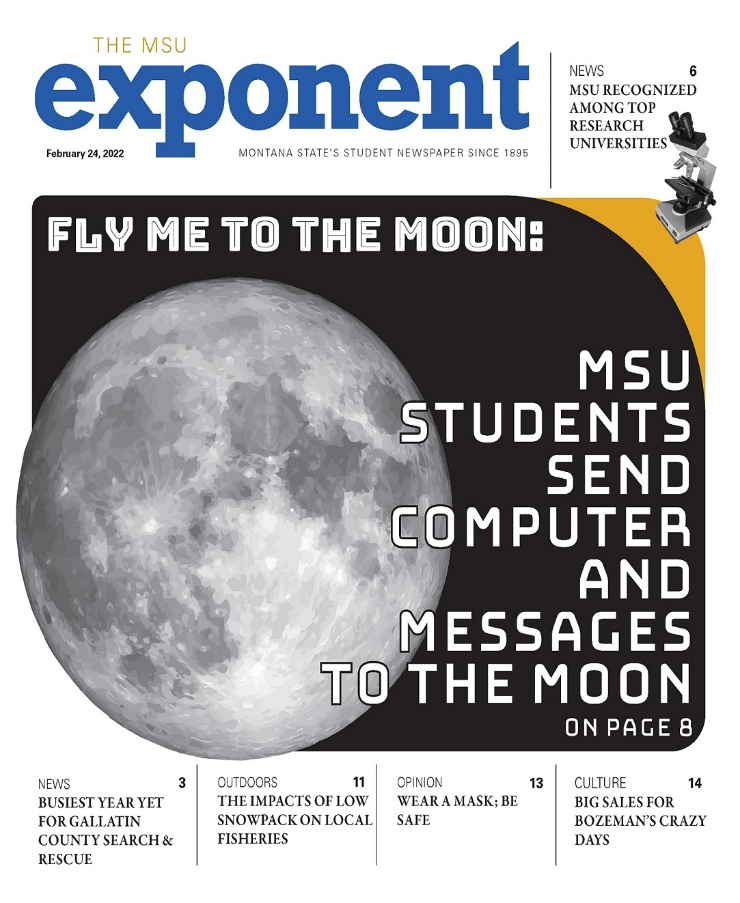 THE MSU
exponent
February 24, 2022
MONTANA STATE'S STUDENT NEWSPAPER SINCE 1895
NEWS 6
MSU RECOGNIZED
AMONG TOP
RESEARCH
UNIVERSITIES
FLY ME TO THE MOON:
MSU
STUDENTS
SEND
COMPUTER
AND
MESSAGES
TO THE MOON
ON PAGE 8
NEWS 3
BUSIEST YEAR YET
FOR GALLATIN
COUNTY SEARCH &
RESCUE
OUTDOORS 11
THE IMPACTS OF LOW
SNOWPACK ON LOCAL
FISHERIES
OPINION 13
WEAR A MASK; BE
SAFE
CULTURE 14
BIG SALES FOR
BOZEMAN'S CRAZY
DAYS